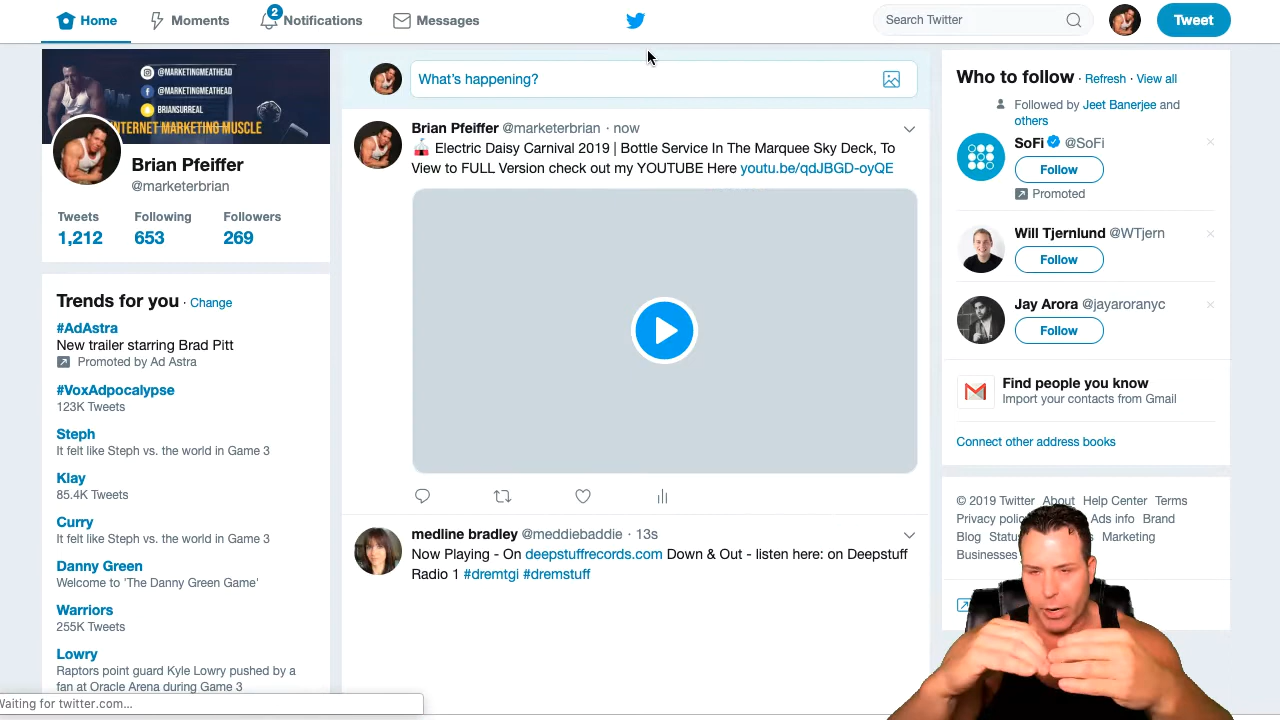 Home
Moments
2
Notifications
Messages
Search Twitter
Tweet
@MARKETINGMEATHEAD
@MARKETINGMEATHEAD
BRIANSURREAL
INTERNET MARKETING MUSCLE
Brian Pfeiffer
@marketerbrian
Tweets Following Followers
1,212 653 269
Trends for you · Change
#AdAstra
New trailer starring Brad Pitt
Promoted by Ad Astra
#VoxAdpocalypse
123K Tweets
Steph
It felt like Steph vs. the world in Game 3
Klay
85.4K Tweets
Curry
It felt like Steph vs. the world in Game 3
Danny Green
Welcome to 'The Danny Green Game'
Warriors
255K Tweets
Lowry
Raptors point guard Kyle Lowry pushed by a
fan at Oracle Arena during Game 3
Waiting for twitter.com...
What's happening?
Brian Pfeiffer @marketerbrian · now
Electric Daisy Carnival 2019 | Bottle Service In The Marquee Sky Deck, To
View to FULL Version check out my YOUTUBE Here youtu.be/qdJBGD-oyQE
medline bradley @meddiebaddie · 13s
Now Playing - On deepstuffrecords.com Down & Out - listen here: on Deepstuff
Radio 1 #dremtgi #dremstuff
Who to follow · Refresh · View all
Followed by Jeet Banerjee and
others
SoFi @SoFi
Follow
Promoted
Will Tjernlund @WTjern
Follow
Jay Arora @jayaroranyc
Follow
Find people you know
Import your contacts from Gmail
Connect other address books
© 2019 Twitter About Help Center Terms
Privacy Ads info Brand
Blog Marketing
Businesses